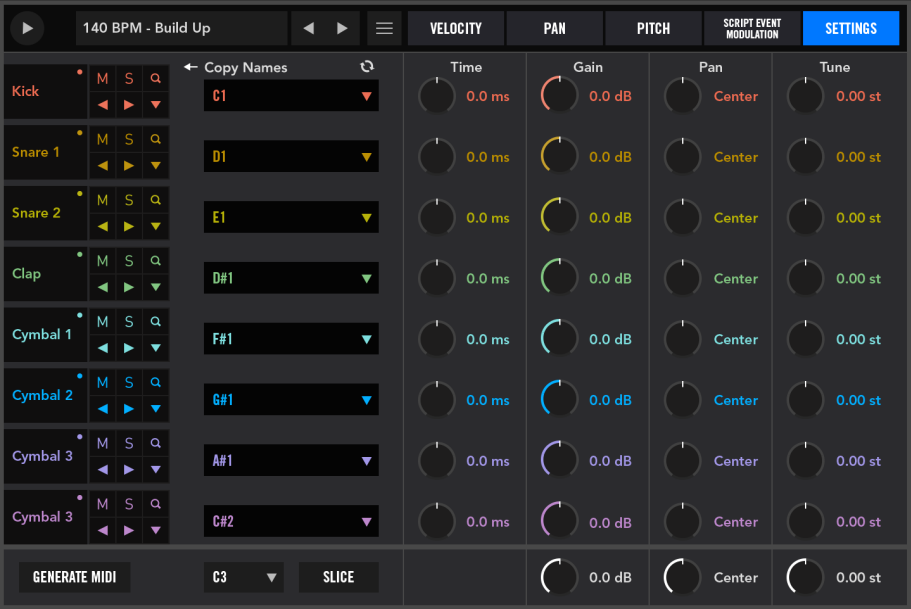 140 BPM - Build Up
VELOCITY
PAN
PITCH
SCRIPT EVENT
MODULATION
SETTINGS
Copy Names
Time
Gain
Pan
Tune
Kick M S C1 0.0 ms 0.0 dB Center 0.00 st
Snare 1 M S D1 0.0 ms 0.0 dB Center 0.00 st
Snare 2 M S E1 0.0 ms 0.0 dB Center 0.00 st
Clap M S D#1 0.0 ms 0.0 dB Center 0.00 st
Cymbal 1 M S F#1 0.0 ms 0.0 dB Center 0.00 st
Cymbal 2 M S G#1 0.0 ms 0.0 dB Center 0.00 st
Cymbal 3 M S A#1 0.0 ms 0.0 dB Center 0.00 st
Cymbal 3 M S C#2 0.0 ms 0.0 dB Center 0.00 st
GENERATE MIDI C3 SLICE 0.0 dB Center 0.00 st